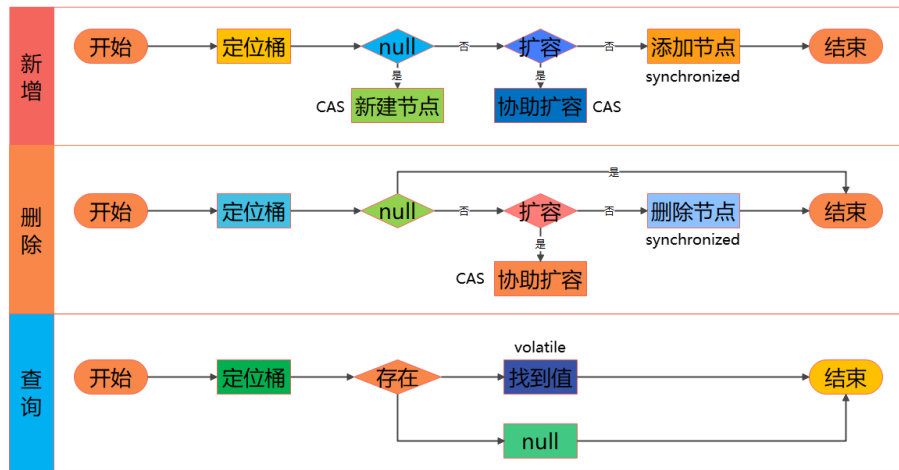 新增
开始
定位桶
null
否
扩容
否
添加节点
结束
synchronized
是
是
CAS
新建节点
协助扩容
CAS
删除
是
开始
定位桶
null
否
扩容
否
删除节点
结束
synchronized
是
CAS
协助扩容
查询
volatile
开始
定位桶
存在
找到值
结束
null